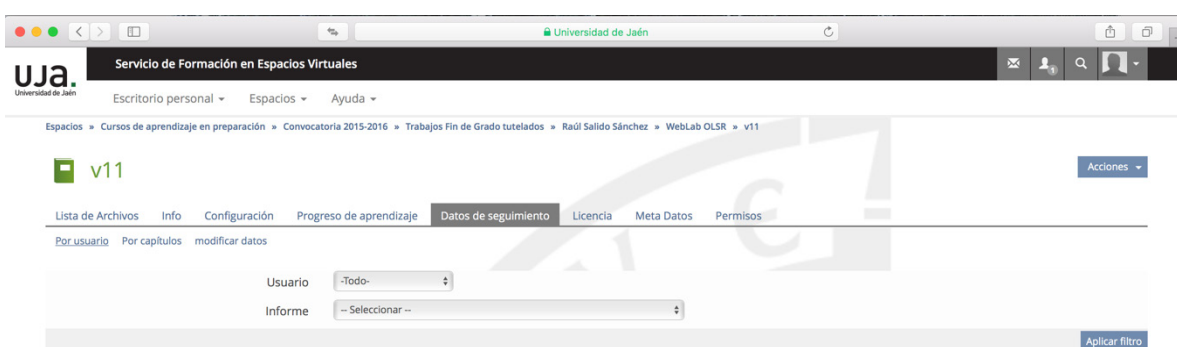 Universidad de Jaén
uja.
Universidad de Jaén
Servicio de Formación en Espacios Virtuales
1
Escritorio personal Espacios Ayuda
Espacios » Cursos de aprendizaje en preparación » Convocatoria 2015-2016 » Trabajos Fin de Grado tutelados » Raúl Salido Sánchez » WebLab OLSR » v11
v11
Acciones
Lista de Archivos Info Configuración Progreso de aprendizaje Datos de seguimiento Licencia Meta Datos Permisos
Por usuario Por capítulos modificar datos
Usuario -Todo-
Informe -- Seleccionar --
Aplicar filtro